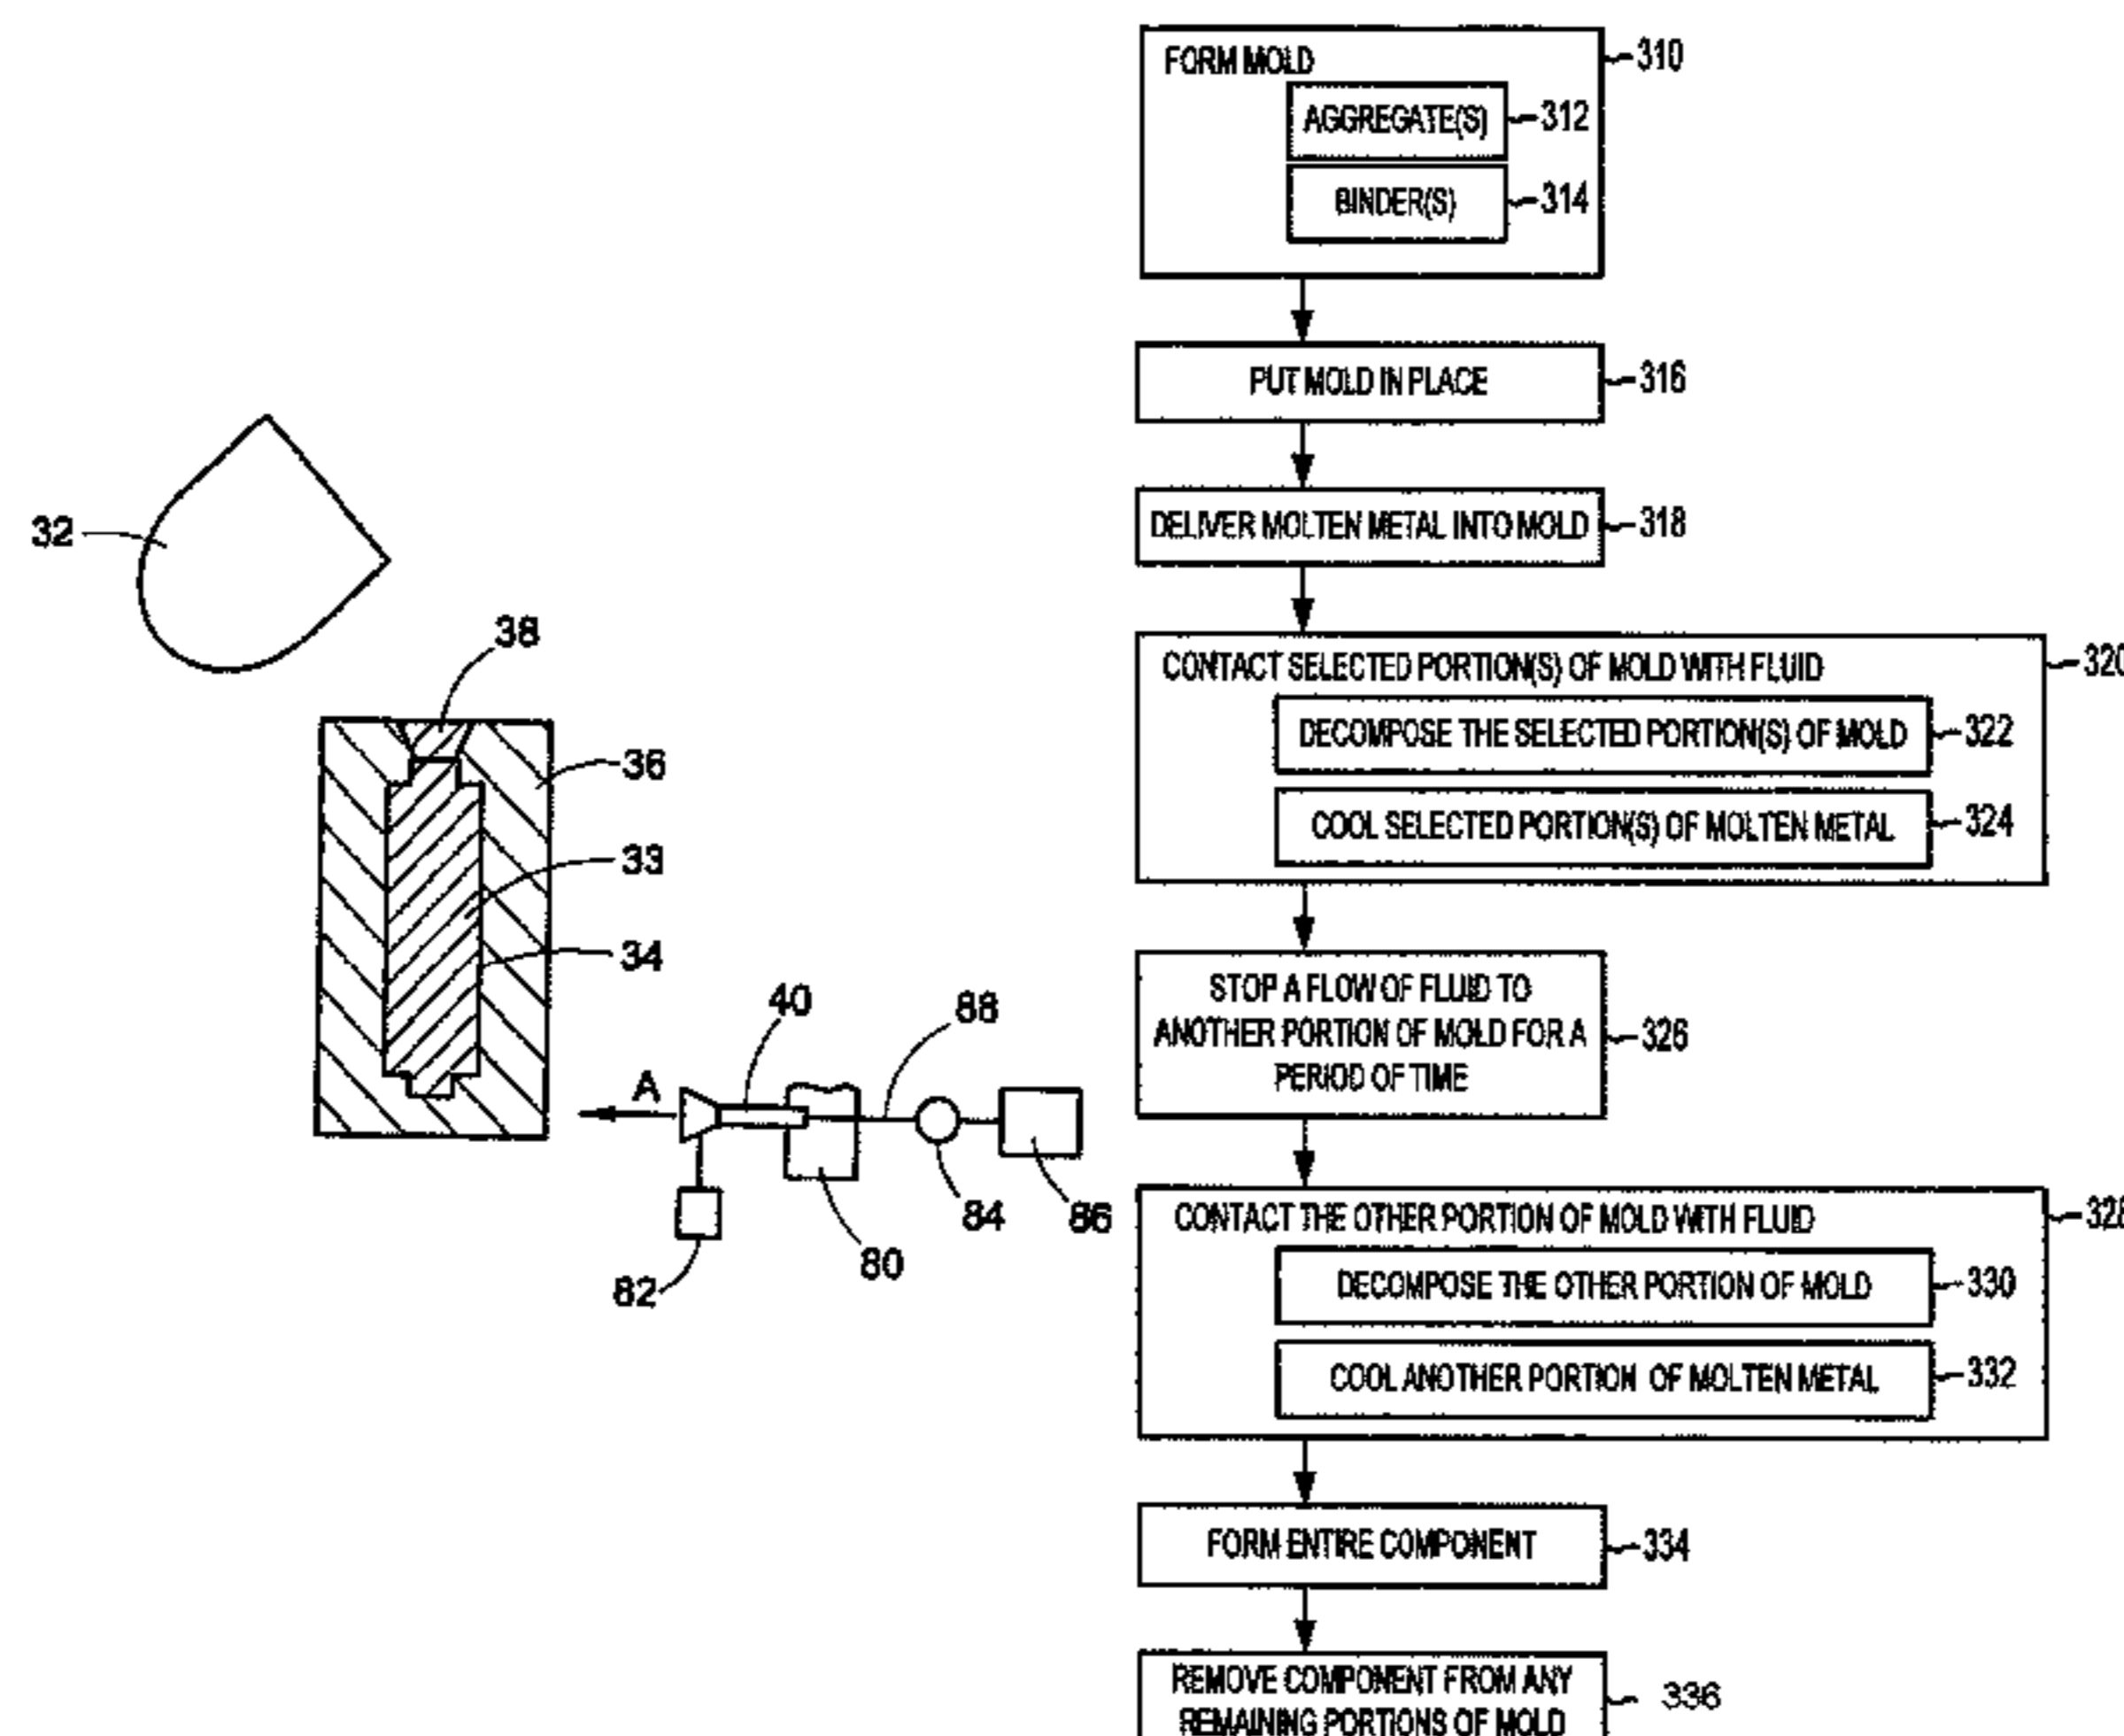 32
38
36
33
34
A
40
88
82
80
84
86
FORM MOLD
310
AGGREGATE(S)
312
BINDER(S)
314
PUT MOLD IN PLACE
316
DELIVER MOLTEN METAL INTO MOLD
318
CONTACT SELECTED PORTION(S) OF MOLD WITH FLUID
320
DECOMPOSE THE SELECTED PORTION(S) OF MOLD
322
COOL SELECTED PORTION(S) OF MOLTEN METAL
324
STOP A FLOW OF FLUID TO
ANOTHER PORTION OF MOLD FOR A
PERIOD OF TIME
326
CONTACT THE OTHER PORTION OF MOLD WITH FLUID
328
DECOMPOSE THE OTHER PORTION OF MOLD
330
COOL ANOTHER PORTION OF MOLTEN METAL
332
FORM ENTIRE COMPONENT
334
REMOVE COMPONENT FROM ANY
REMAINING PORTIONS OF MOLD
336